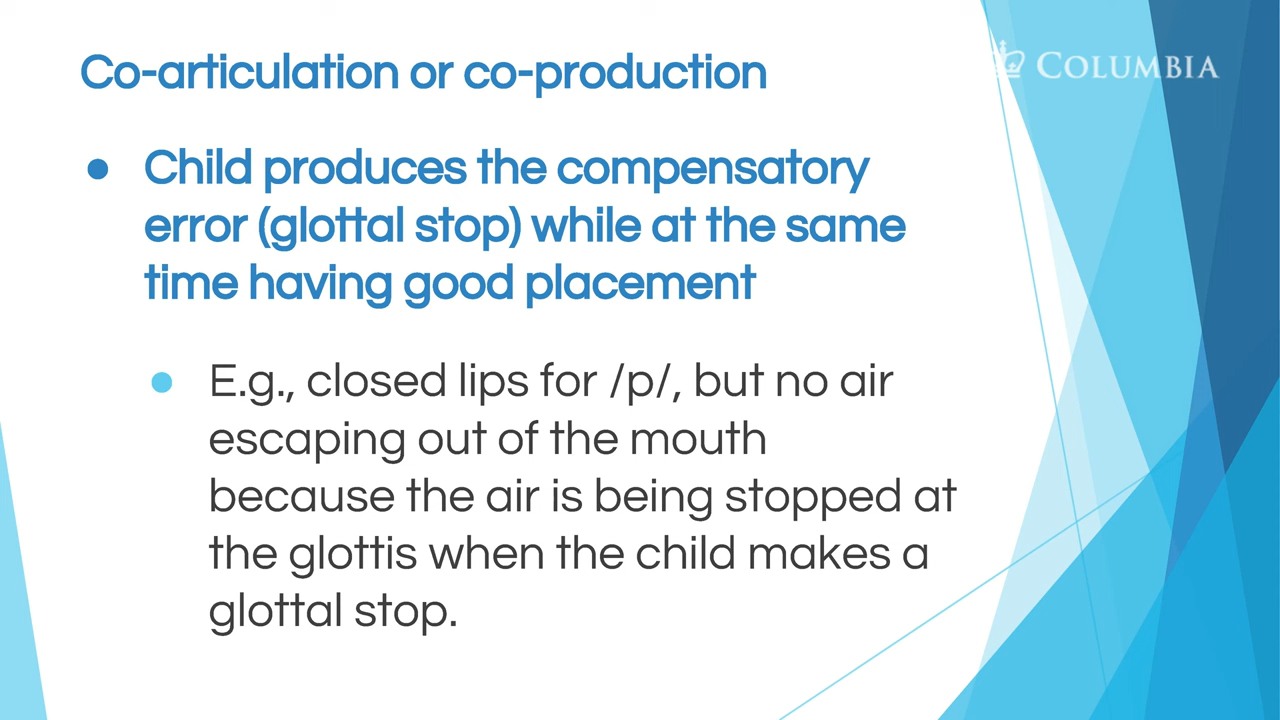 Co-articulation or co-production
COLUMBIA
● Child produces the compensatory
error (glottal stop) while at the same
time having good placement
● E.g., closed lips for /p/, but no air
escaping out of the mouth
because the air is being stopped at
the glottis when the child makes a
glottal stop.